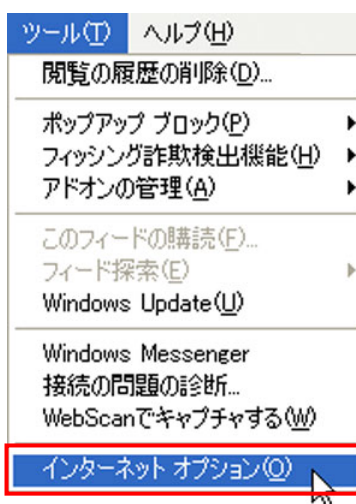 ツール(T) ヘルプ(H)
閲覧の履歴の削除(D)...
ポップアップ ブロック(P)
フィッシング詐欺検出機能(H)
アドオンの管理(A)
このフィードの購読(F)...
フィード探索(E)
Windows Update(U)
Windows Messenger
接続の問題の診断...
WebScanでキャプチャする(W)
インターネット オプション(O)